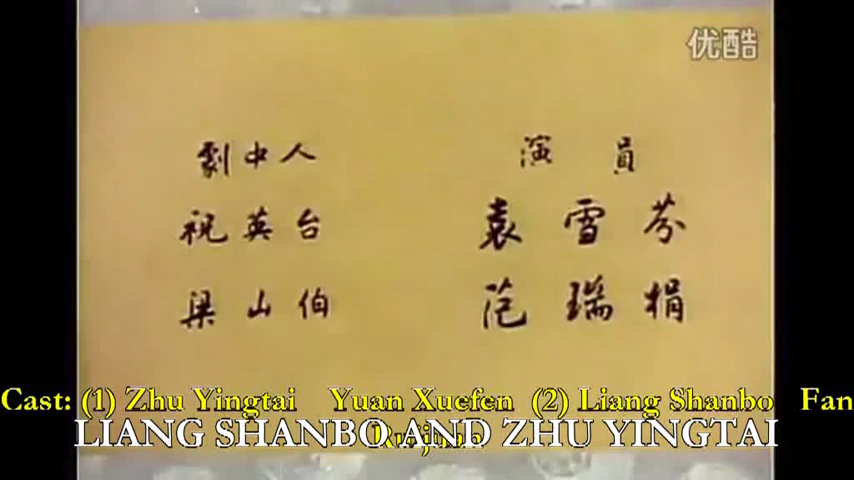 优酷
劇中人 演員
祝英台 袁雪芬
梁山伯 范瑞娟
Cast: (1) Zhu Yingtai Yuan Xuefen (2) Liang Shanbo Fan
LIANG SHANBO AND ZHU YINGTAI